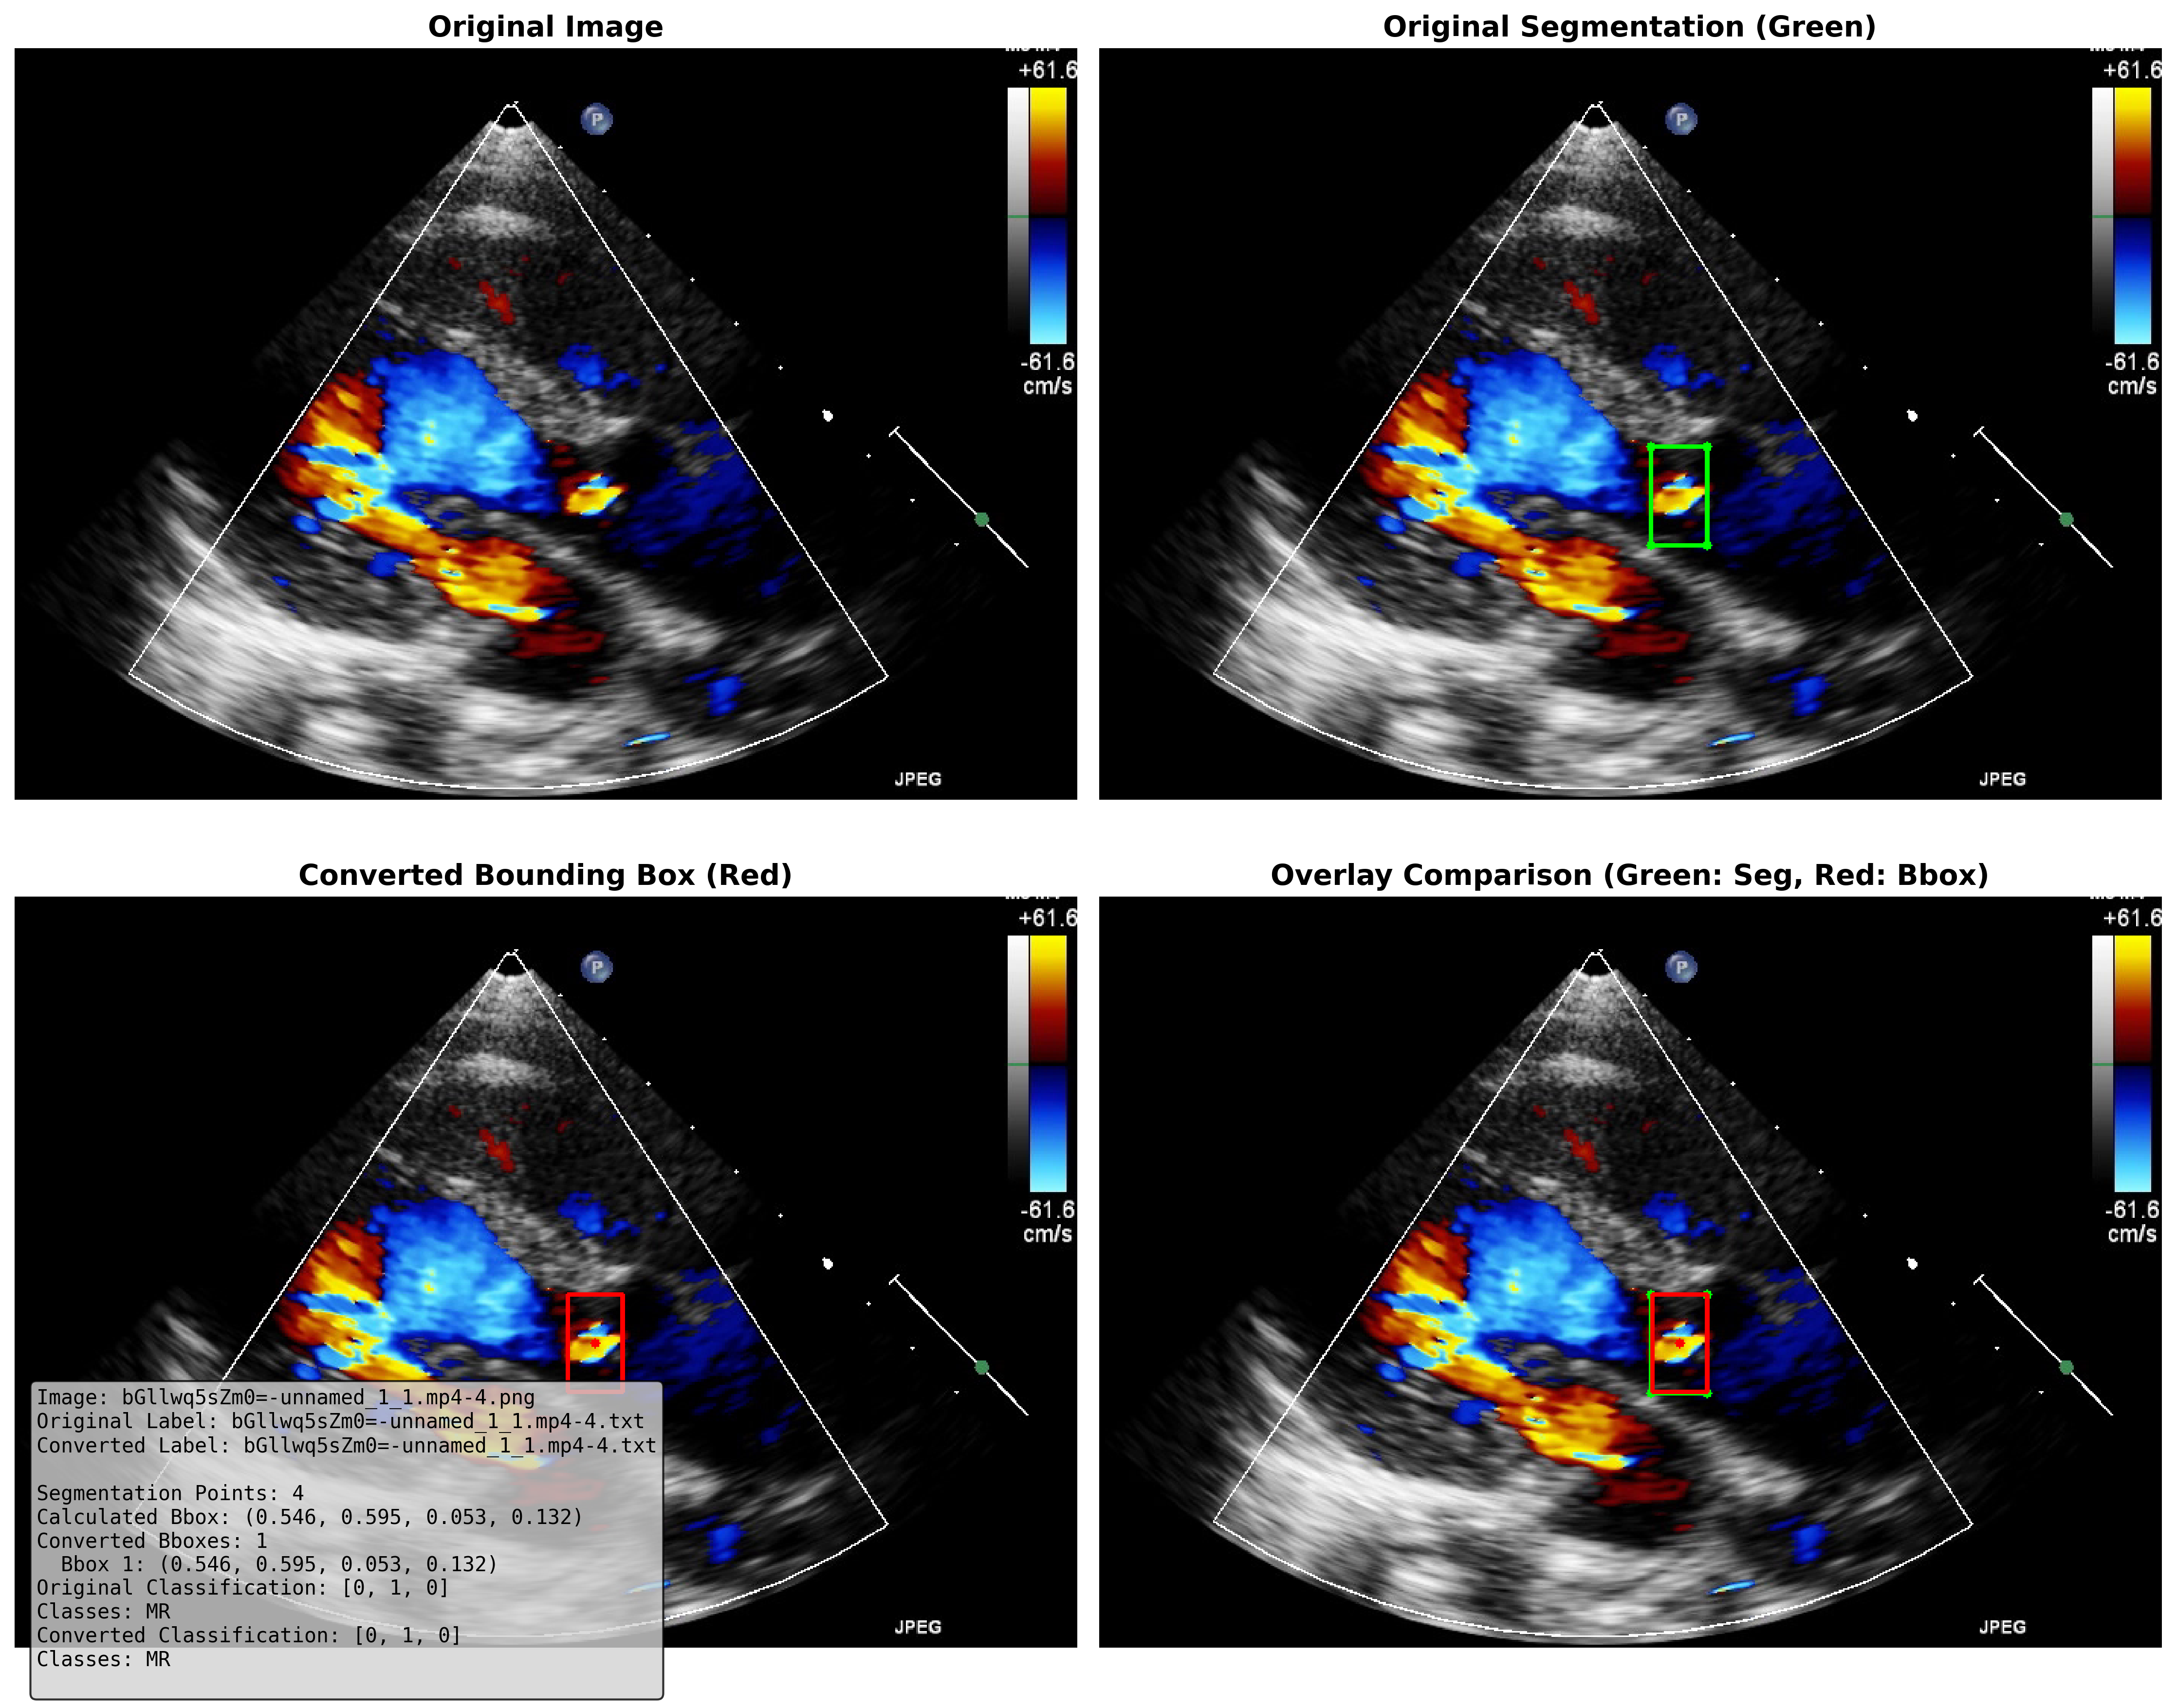 Original Image
Original Segmentation (Green)
+61.6
-61.6
cm/s
P
JPEG
+61.6
-61.6
cm/s
P
JPEG
Converted Bounding Box (Red)
Overlay Comparison (Green: Seg, Red: Bbox)
+61.6
-61.6
cm/s
P
JPEG
Image: bGllwq5sZm0=-unnamed_1_1.mp4-4.png
Original Label: bGllwq5sZm0=-unnamed_1_1.mp4-4.txt
Converted Label: bGllwq5sZm0=-unnamed_1_1.mp4-4.txt
Segmentation Points: 4
Calculated Bbox: (0.546, 0.595, 0.053, 0.132)
Converted Bboxes: 1
Bbox 1: (0.546, 0.595, 0.053, 0.132)
Original Classification: [0, 1, 0]
Classes: MR
Converted Classification: [0, 1, 0]
Classes: MR
+61.6
-61.6
cm/s
P
JPEG